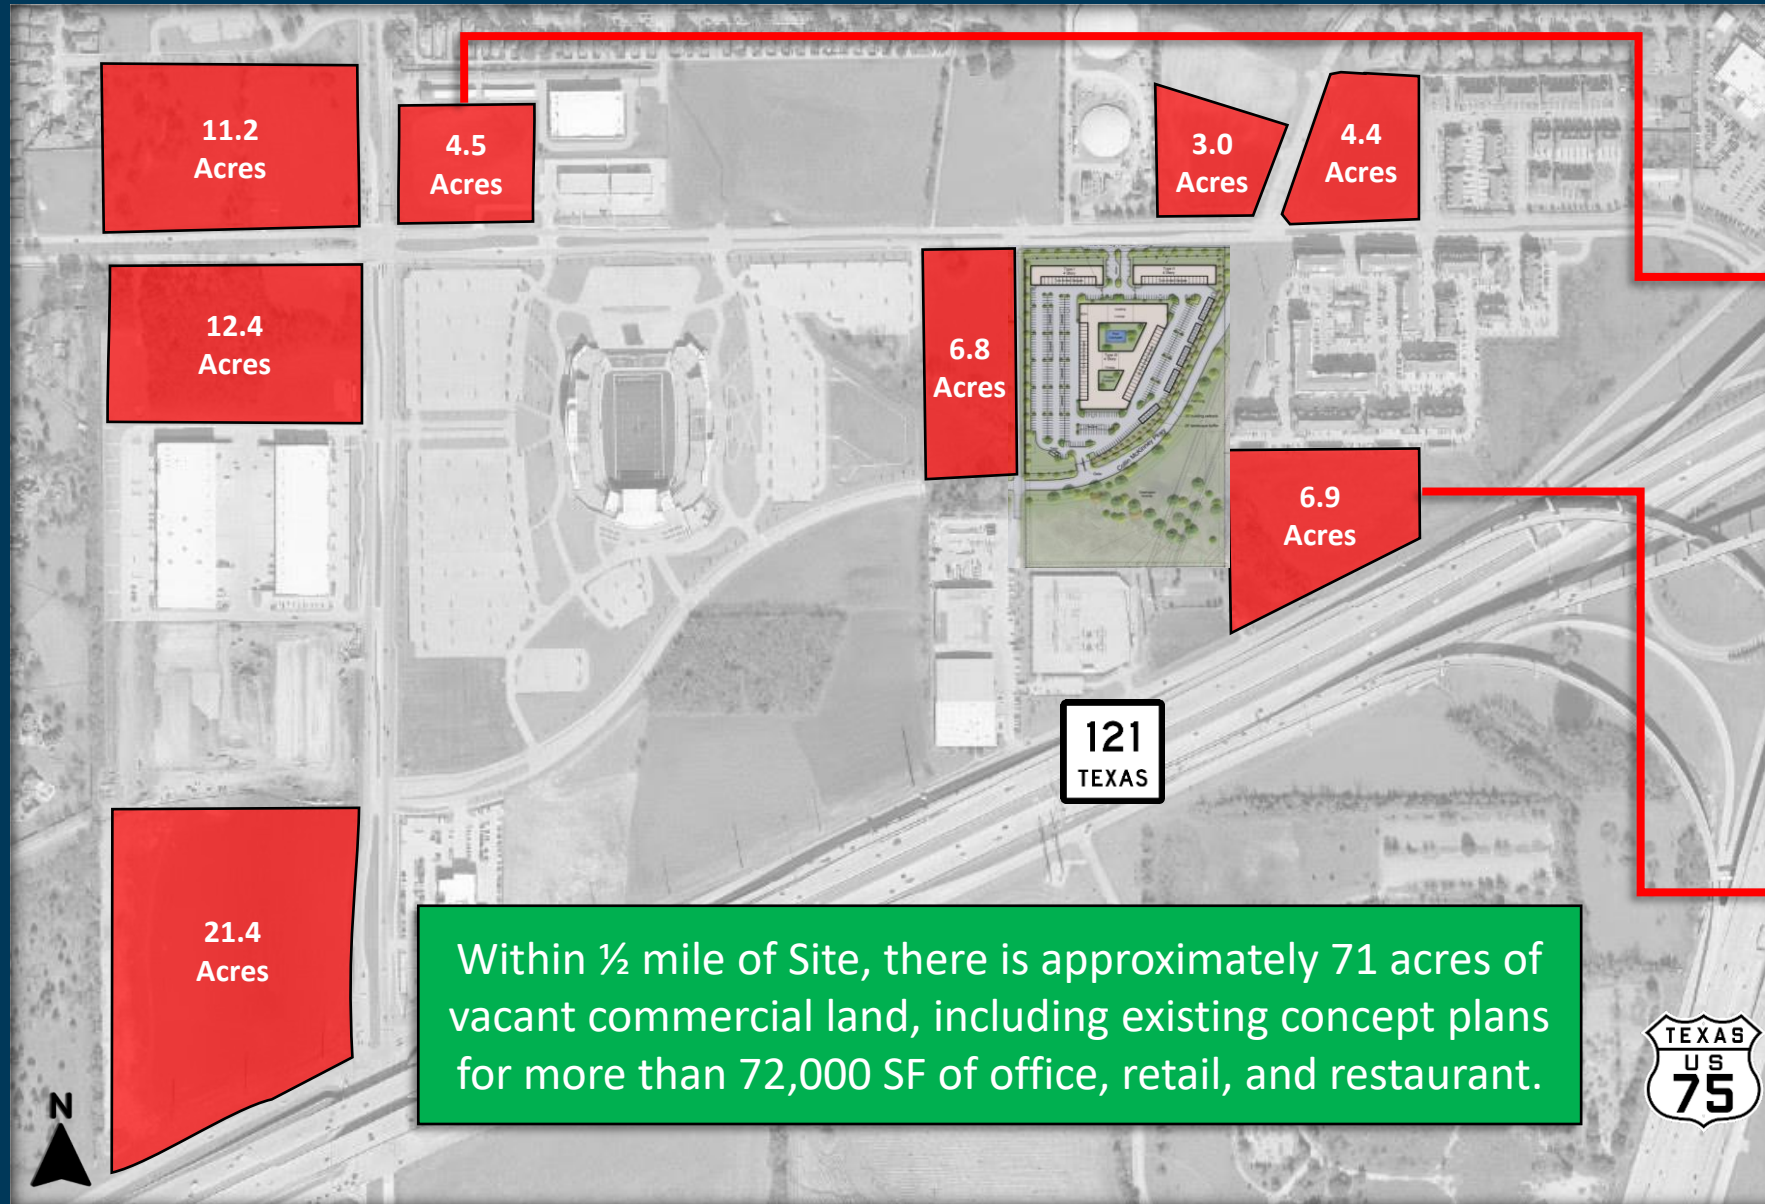 11.2
Acres
4.5
Acres
3.0
Acres
4.4
Acres
12.4
Acres
6.8
Acres
Collin McKinney Pkwy
6.9
Acres
121
TEXAS
21.4
Acres
Within ½ mile of Site, there is approximately 71 acres of
vacant commercial land, including existing concept plans
for more than 72,000 SF of office, retail, and restaurant.
N
TEXAS
US
75